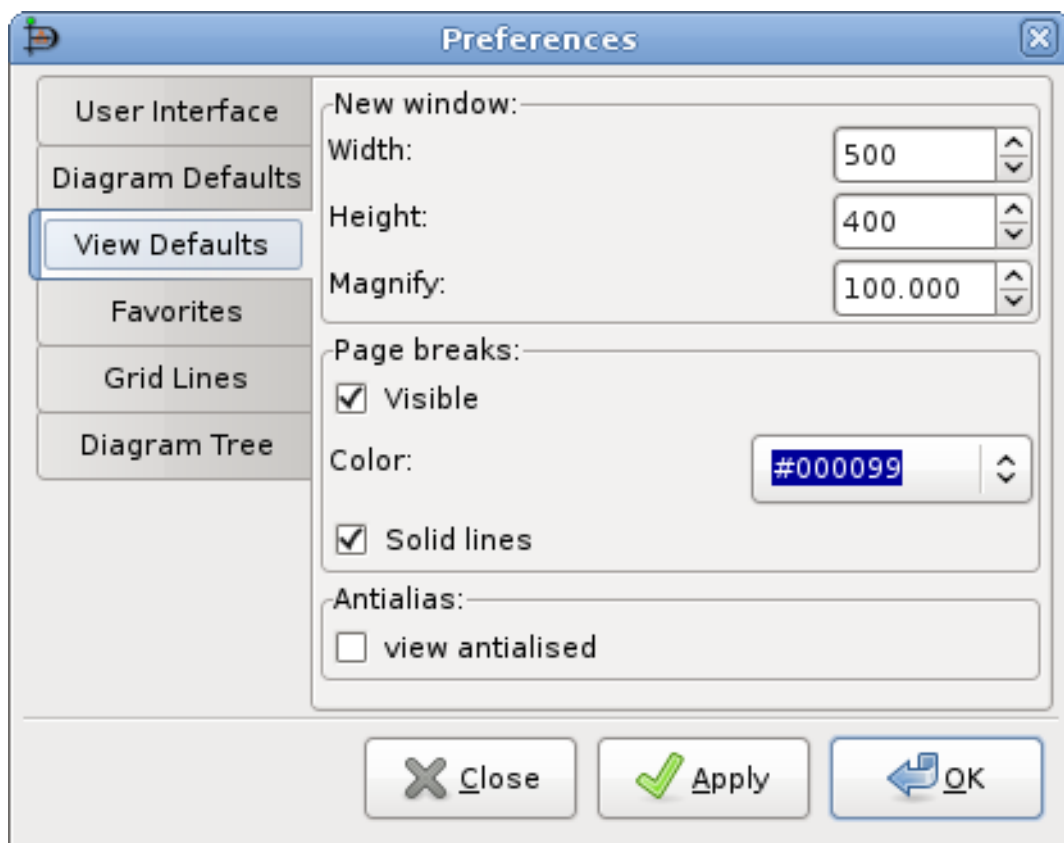 Preferences
User Interface
Diagram Defaults
View Defaults
Favorites
Grid Lines
Diagram Tree
New window:
Width: 500
Height: 400
Magnify: 100.000
Page breaks:
Visible
Color: #000099
Solid lines
Antialias:
view antialised
Close Apply OK